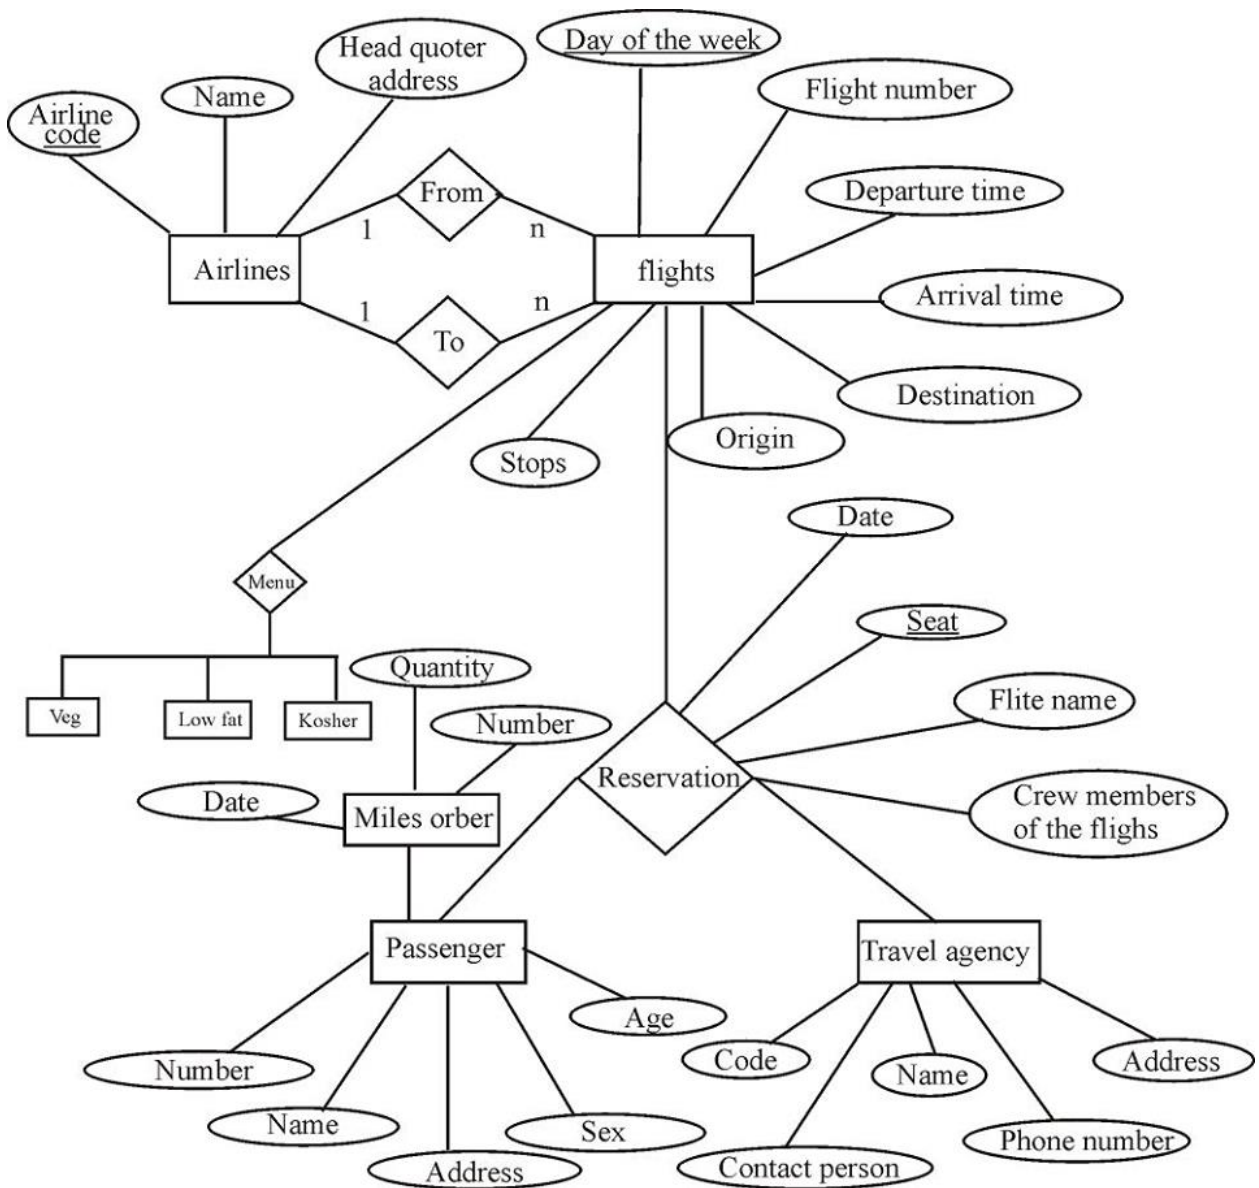 Day of the week
Head quoter
address
Name
Flight number
Airline
code
From
Departure time
1
n
Airlines
flights
Arrival time
1
n
To
Destination
Stops
Origin
Date
Menu
Seat
Quantity
Flite name
Veg
Low fat
Kosher
Number
Reservation
Date
Miles orber
Crew members
of the flighs
Passenger
Travel agency
Age
Number
Code
Name
Address
Name
Sex
Phone number
Address
Contact person